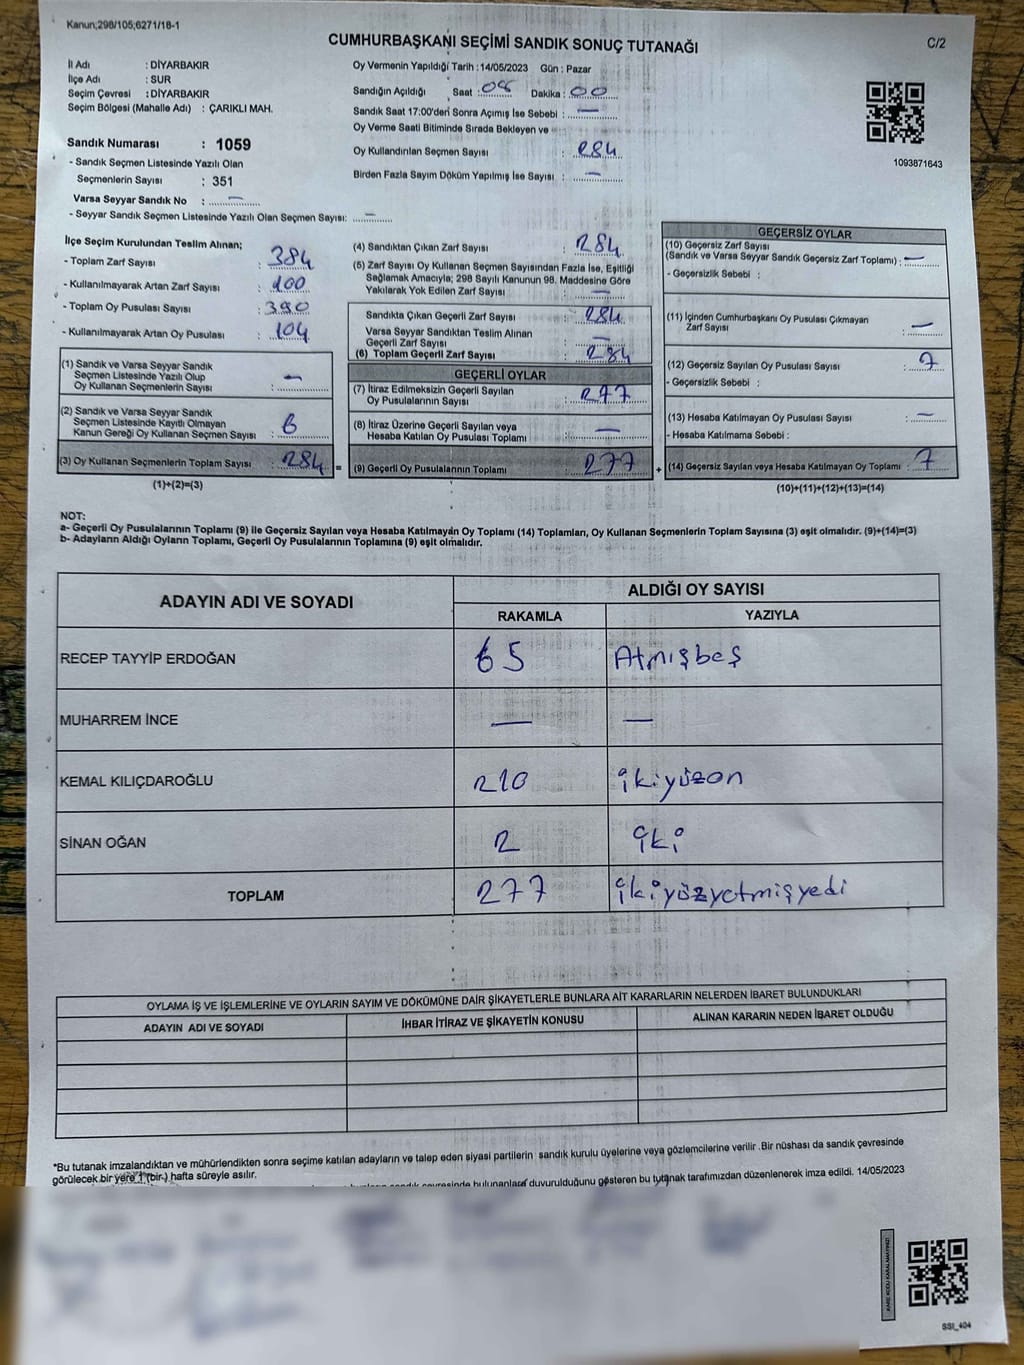 Kanun;298/105;6271/18-1
CUMHURBAŞKANI SEÇİMİ SANDIK SONUÇ TUTANAĞI
C/2
İl Adı : DİYARBAKIR
İlçe Adı : SUR
Seçim Çevresi : DİYARBAKIR
Seçim Bölgesi (Mahalle Adı) : ÇARIKLI MAH.
Sandık Numarası : 1059
- Sandık Seçmen Listesinde Yazılı Olan
Seçmenlerin Sayısı : 351
Varsa Seyyar Sandık No : —
- Seyyar Sandık Seçmen Listesinde Yazılı Olan Seçmen Sayısı: —
Oy Vermenin Yapıldığı Tarih : 14/05/2023 Gün : Pazar
Sandığın Açıldığı Saat : 08 Dakika : 00
Sandık Saat 17:00'den Sonra Açımış İse Sebebi : —
Oy Verme Saati Bitiminde Sırada Bekleyen ve
Oy Kullandırılan Seçmen Sayısı : 284
Birden Fazla Sayım Döküm Yapılmış İse Sayısı : —
1093871643
İlçe Seçim Kurulundan Teslim Alınan;
- Toplam Zarf Sayısı : 384
- Kullanılmayarak Artan Zarf Sayısı : 100
- Toplam Oy Pusulası Sayısı : 390
- Kullanılmayarak Artan Oy Pusulası : 104
(1) Sandık ve Varsa Seyyar Sandık
Seçmen Listesinde Yazılı Olup
Oy Kullanan Seçmenlerin Sayısı : —
(2) Sandık ve Varsa Seyyar Sandık
Seçmen Listesinde Kayıtlı Olmayan
Kanun Gereği Oy Kullanan Seçmen Sayısı : 6
(3) Oy Kullanan Seçmenlerin Toplam Sayısı : 284 =
(1)+(2)=(3)
(4) Sandıktan Çıkan Zarf Sayısı : 284
(5) Zarf Sayısı Oy Kullanan Seçmen Sayısından Fazla İse, Eşitliği
Sağlamak Amacıyla; 298 Sayılı Kanunun 98. Maddesine Göre
Yakılarak Yok Edilen Zarf Sayısı : —
Sandıkta Çıkan Geçerli Zarf Sayısı : 284
Varsa Seyyar Sandıktan Teslim Alınan
Geçerli Zarf Sayısı : —
(6) Toplam Geçerli Zarf Sayısı : 284
GEÇERLİ OYLAR
(7) İtiraz Edilmeksizin Geçerli Sayılan
Oy Pusulalarının Sayısı : 277
(8) İtiraz Üzerine Geçerli Sayılan veya
Hesaba Katılan Oy Pusulası Toplamı : —
(9) Geçerli Oy Pusulalarının Toplamı : 277 +
GEÇERSİZ OYLAR
(10) Geçersiz Zarf Sayısı
(Sandık ve Varsa Seyyar Sandık Geçersiz Zarf Toplamı) : —
- Geçersizlik Sebebi :
(11) İçinden Cumhurbaşkanı Oy Pusulası Çıkmayan
Zarf Sayısı : —
(12) Geçersiz Sayılan Oy Pusulası Sayısı : 7
- Geçersizlik Sebebi :
(13) Hesaba Katılmayan Oy Pusulası Sayısı : —
- Hesaba Katılmama Sebebi :
(14) Geçersiz Sayılan veya Hesaba Katılmayan Oy Toplamı : 7
(10)+(11)+(12)+(13)=(14)
NOT:
a- Geçerli Oy Pusulalarının Toplamı (9) ile Geçersiz Sayılan veya Hesaba Katılmayan Oy Toplamı (14) Toplamları, Oy Kullanan Seçmenlerin Toplam Sayısına (3) eşit olmalıdır. (9)+(14)=(3)
b- Adayların Aldığı Oyların Toplamı, Geçerli Oy Pusulalarının Toplamına (9) eşit olmalıdır.
ADAYIN ADI VE SOYADI
ALDIĞI OY SAYISI
RAKAMLA YAZIYLA
RECEP TAYYİP ERDOĞAN 65 Atmışbeş
MUHARREM İNCE — —
KEMAL KILIÇDAROĞLU 210 ikiyüzon
SİNAN OĞAN 2 iki
TOPLAM 277 ikiyüzyetmişyedi
OYLAMA İŞ VE İŞLEMLERİNE VE OYLARIN SAYIM VE DÖKÜMÜNE DAİR ŞİKAYETLERLE BUNLARA AİT KARARLARIN NELERDEN İBARET BULUNDUKLARI
ADAYIN ADI VE SOYADI İHBAR İTİRAZ VE ŞİKAYETİN KONUSU ALINAN KARARIN NEDEN İBARET OLDUĞU
*Bu tutanak imzalandıktan ve mühürlendikten sonra seçime katılan adayların ve talep eden siyasi partilerin sandık kurulu üyelerine veya gözlemcilerine verilir. Bir nüshası da sandık çevresinde
görülecek bir yere 1 (bir) hafta süreyle asılır.
sandık çevresinde bulunanlara duyurulduğunu gösteren bu tutanak tarafımızdan düzenlenerek imza edildi. 14/05/2023
SSI_404